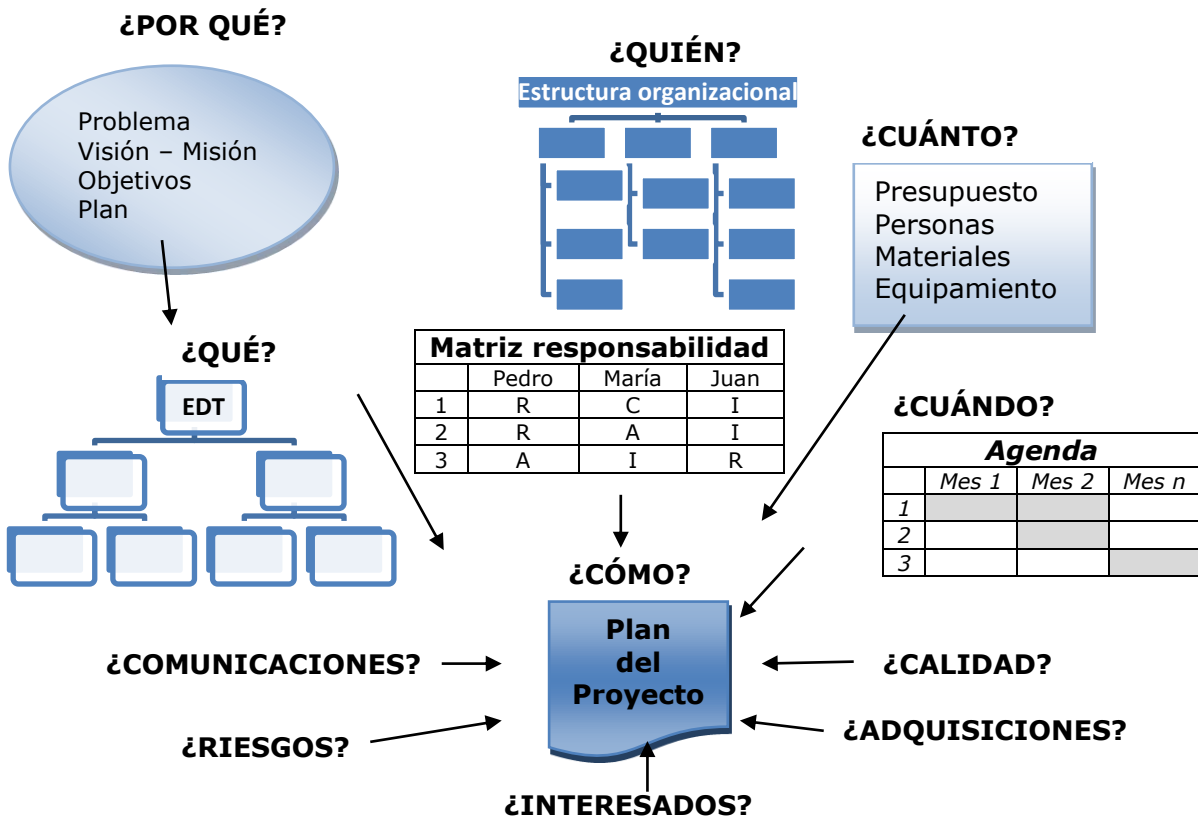 ¿POR QUÉ?
Problema
Visión – Misión
Objetivos
Plan
¿QUIÉN?
Estructura organizacional
¿CUÁNTO?
Presupuesto
Personas
Materiales
Equipamiento
¿QUÉ?
EDT
Matriz responsabilidad
Pedro María Juan
1 R C I
2 R A I
3 A I R
¿CUÁNDO?
Agenda
Mes 1 Mes 2 Mes n
1
2
3
¿CÓMO?
Plan
del
Proyecto
¿COMUNICACIONES?
¿CALIDAD?
¿RIESGOS?
¿ADQUISICIONES?
¿INTERESADOS?